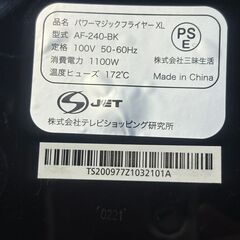 品名 パワーマジックフライヤー XL
型式 AF-240-BK
定格 100V 50-60Hz
消費電力 1100W
温度ヒューズ 172℃
PS
E
株式会社三昧生活
Made in China
JET
株式会社テレビショッピング研究所
TS200977Z1032101A
0221